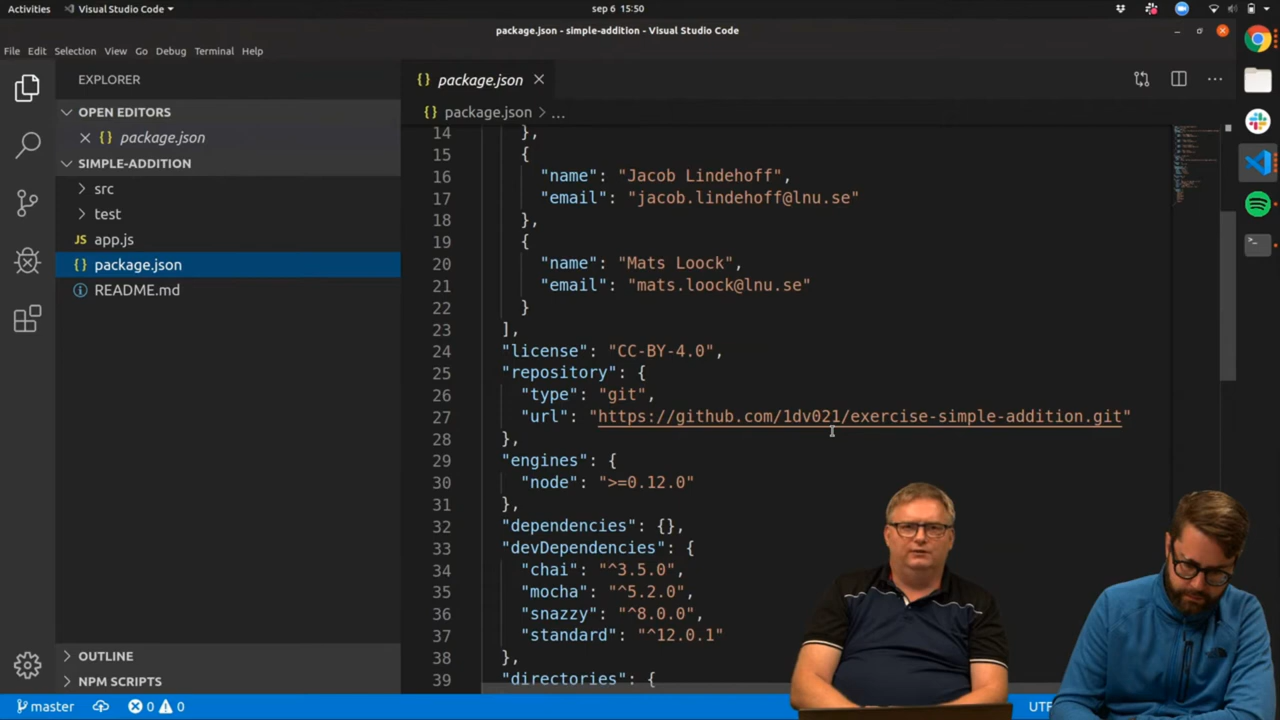 Activities
Visual Studio Code
sep 6 15:50
package.json - simple-addition - Visual Studio Code
File Edit Selection View Go Debug Terminal Help
EXPLORER
OPEN EDITORS
{} package.json
SIMPLE-ADDITION
src
test
JS app.js
{} package.json
README.md
OUTLINE
NPM SCRIPTS
{} package.json
{} package.json > ...
14 },
15 {
16 "name": "Jacob Lindehoff",
17 "email": "jacob.lindehoff@lnu.se"
18 },
19 {
20 "name": "Mats Loock",
21 "email": "mats.loock@lnu.se"
22 }
23 ],
24 "license": "CC-BY-4.0",
25 "repository": {
26 "type": "git",
27 "url": "https://github.com/1dv021/exercise-simple-addition.git"
28 },
29 "engines": {
30 "node": ">=0.12.0"
31 },
32 "dependencies": {},
33 "devDependencies": {
34 "chai": "^3.5.0",
35 "mocha": "^5.2.0",
36 "snazzy": "^8.0.0",
37 "standard": "^12.0.1"
38 },
39 "directories": {
master
0 0
UTF